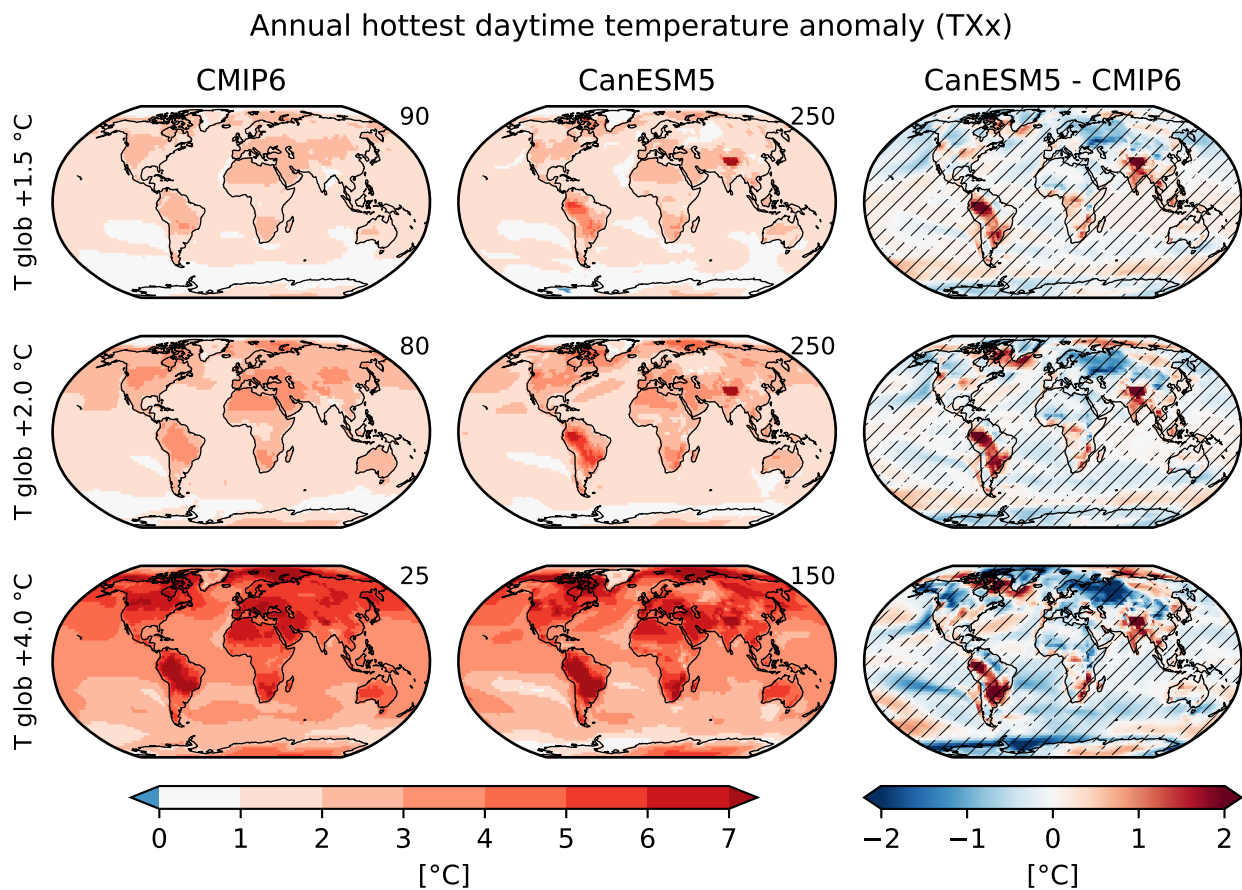 Annual hottest daytime temperature anomaly (TXx)
CMIP6 CanESM5 CanESM5 - CMIP6
T glob +1.5 °C 90 250
T glob +2.0 °C 80 250
T glob +4.0 °C 25 150
0 1 2 3 4 5 6 7 −2 −1 0 1 2
[°C] [°C]